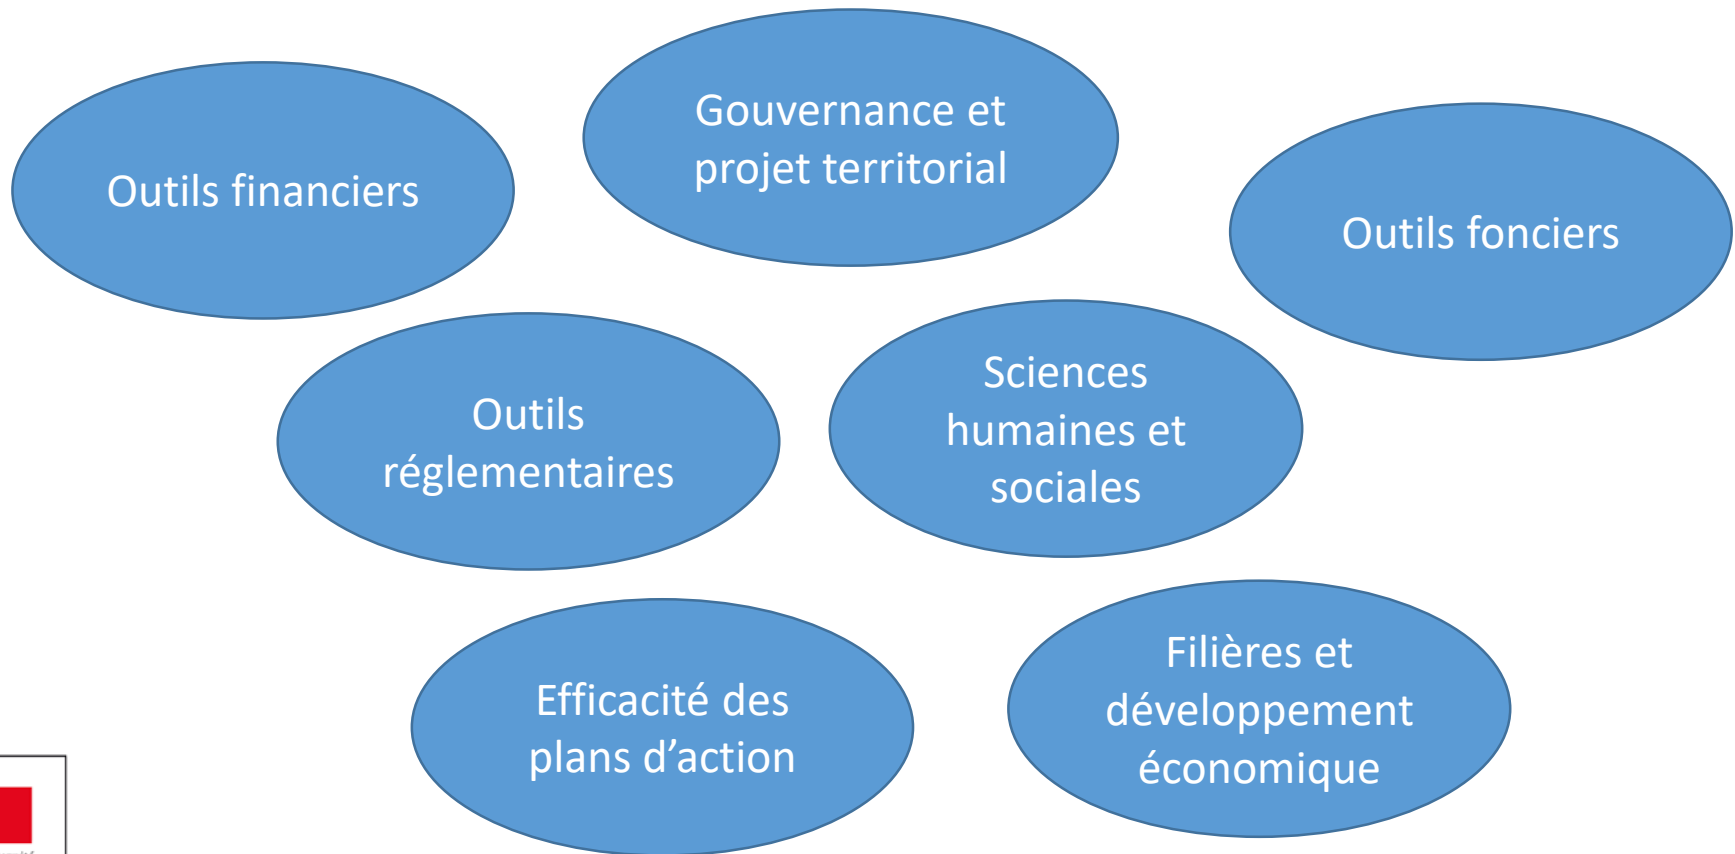 Gouvernance et
projet territorial
Outils financiers
Outils fonciers
Sciences
humaines et
sociales
Outils
réglementaires
Filières et
développement
économique
Efficacité des
plans d’action